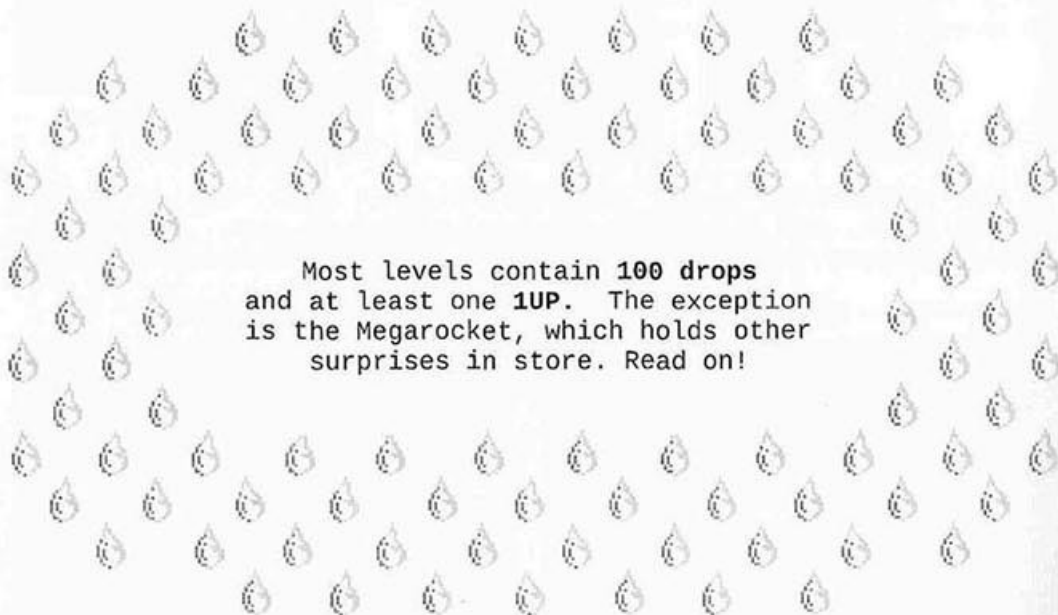 Most levels contain 100 drops
and at least one 1UP.  The exception
is the Megarocket, which holds other
surprises in store. Read on!